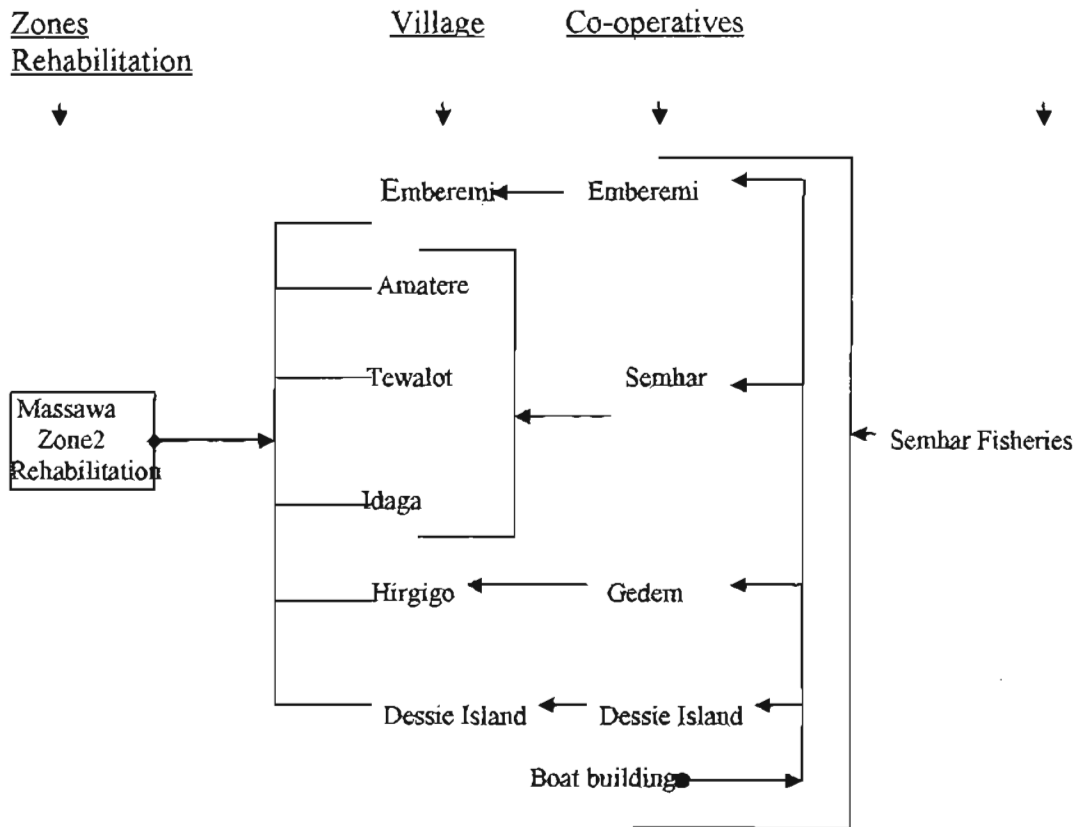 Zones Village Co-operatives
Rehabilitation
Emberemi Emberemi
Amatere
Tewalot Semhar
Massawa
Zone2
Rehabilitation
Semhar Fisheries
Idaga
Hirgigo Gedem
Dessie Island Dessie Island
Boat building